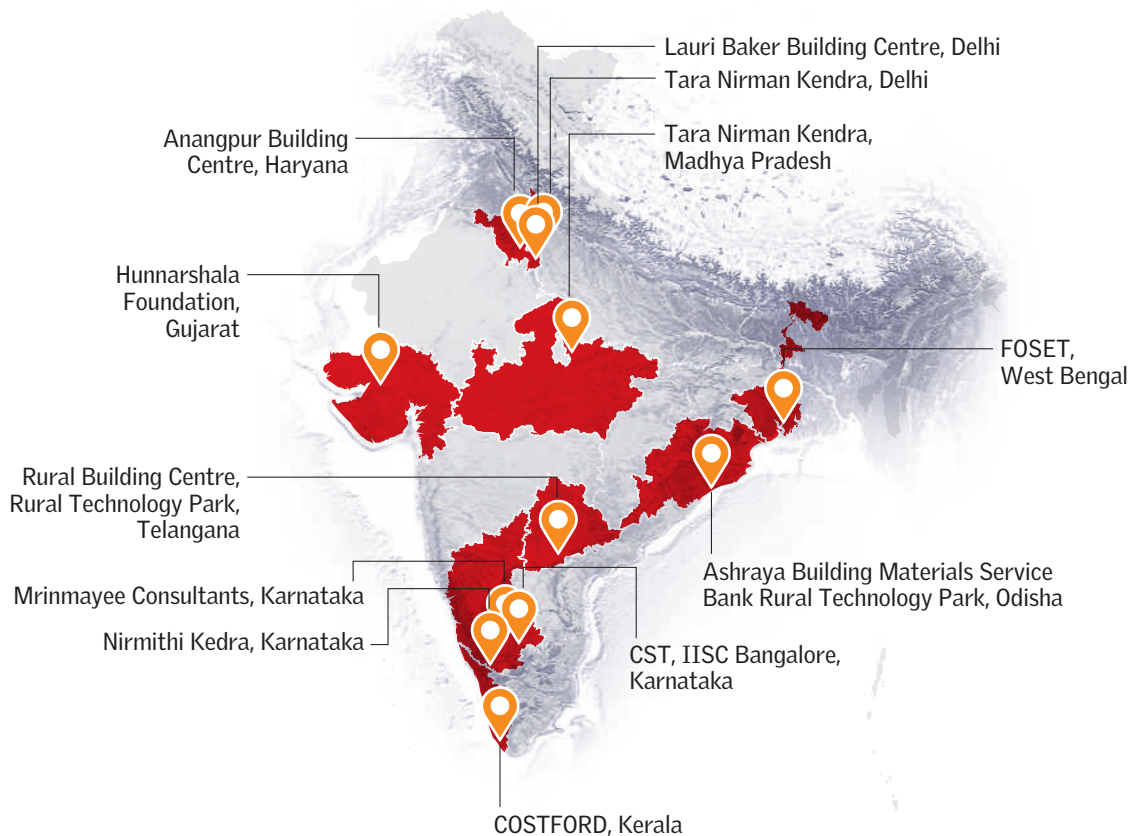 Lauri Baker Building Centre, Delhi
Tara Nirman Kendra, Delhi
Anangpur Building
Centre, Haryana
Tara Nirman Kendra,
Madhya Pradesh
Hunnarshala
Foundation,
Gujarat
FOSET,
West Bengal
Rural Building Centre,
Rural Technology Park,
Telangana
Ashraya Building Materials Service
Bank Rural Technology Park, Odisha
Mrinmayee Consultants, Karnataka
Nirmithi Kedra, Karnataka
CST, IISC Bangalore,
Karnataka
COSTFORD, Kerala